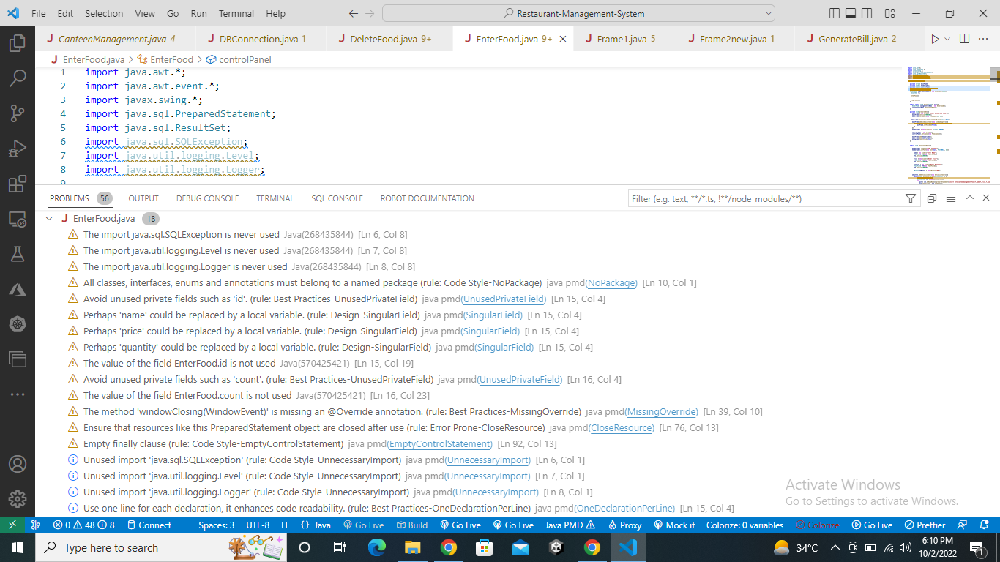 File Edit Selection View Go Run Terminal Help
Restaurant-Management-System
CanteenManagement.java 4
DBConnection.java 1
DeleteFood.java 9+
EnterFood.java 9+
Frame1.java 5
Frame2new.java 1
GenerateBill.java 2
EnterFood.java > EnterFood > controlPanel
1 import java.awt.*;
2 import java.awt.event.*;
3 import javax.swing.*;
4 import java.sql.PreparedStatement;
5 import java.sql.ResultSet;
6 import java.sql.SQLException;
7 import java.util.logging.Level;
8 import java.util.logging.Logger;
9
PROBLEMS 56 OUTPUT DEBUG CONSOLE TERMINAL SQL CONSOLE ROBOT DOCUMENTATION
Filter (e.g. text, **/*.ts, !**/node_modules/**)
EnterFood.java 18
The import java.sql.SQLException is never used Java(268435844) [Ln 6, Col 8]
The import java.util.logging.Level is never used Java(268435844) [Ln 7, Col 8]
The import java.util.logging.Logger is never used Java(268435844) [Ln 8, Col 8]
All classes, interfaces, enums and annotations must belong to a named package (rule: Code Style-NoPackage) java pmd(NoPackage) [Ln 10, Col 1]
Avoid unused private fields such as 'id'. (rule: Best Practices-UnusedPrivateField) java pmd(UnusedPrivateField) [Ln 15, Col 4]
Perhaps 'name' could be replaced by a local variable. (rule: Design-SingularField) java pmd(SingularField) [Ln 15, Col 4]
Perhaps 'price' could be replaced by a local variable. (rule: Design-SingularField) java pmd(SingularField) [Ln 15, Col 4]
Perhaps 'quantity' could be replaced by a local variable. (rule: Design-SingularField) java pmd(SingularField) [Ln 15, Col 4]
The value of the field EnterFood.id is not used Java(570425421) [Ln 15, Col 19]
Avoid unused private fields such as 'count'. (rule: Best Practices-UnusedPrivateField) java pmd(UnusedPrivateField) [Ln 16, Col 4]
The value of the field EnterFood.count is not used Java(570425421) [Ln 16, Col 23]
The method 'windowClosing(WindowEvent)' is missing an @Override annotation. (rule: Best Practices-MissingOverride) java pmd(MissingOverride) [Ln 39, Col 10]
Ensure that resources like this PreparedStatement object are closed after use (rule: Error Prone-CloseResource) java pmd(CloseResource) [Ln 76, Col 13]
Empty finally clause (rule: Code Style-EmptyControlStatement) java pmd(EmptyControlStatement) [Ln 92, Col 13]
Unused import 'java.sql.SQLException' (rule: Code Style-UnnecessaryImport) java pmd(UnnecessaryImport) [Ln 6, Col 1]
Unused import 'java.util.logging.Level' (rule: Code Style-UnnecessaryImport) java pmd(UnnecessaryImport) [Ln 7, Col 1]
Unused import 'java.util.logging.Logger' (rule: Code Style-UnnecessaryImport) java pmd(UnnecessaryImport) [Ln 8, Col 1]
Use one line for each declaration, it enhances code readability. (rule: Best Practices-OneDeclarationPerLine) java pmd(OneDeclarationPerLine) [Ln 15, Col 4]
Activate Windows
Go to Settings to activate Windows.
0 48 8 Connect Spaces: 3 UTF-8 LF {} Java Go Live Build Go Live Go Live Java PMD Proxy Mock it Colorize: 0 variables Colorize Go Live Prettier
Type here to search
34°C
6:10 PM
10/2/2022
1